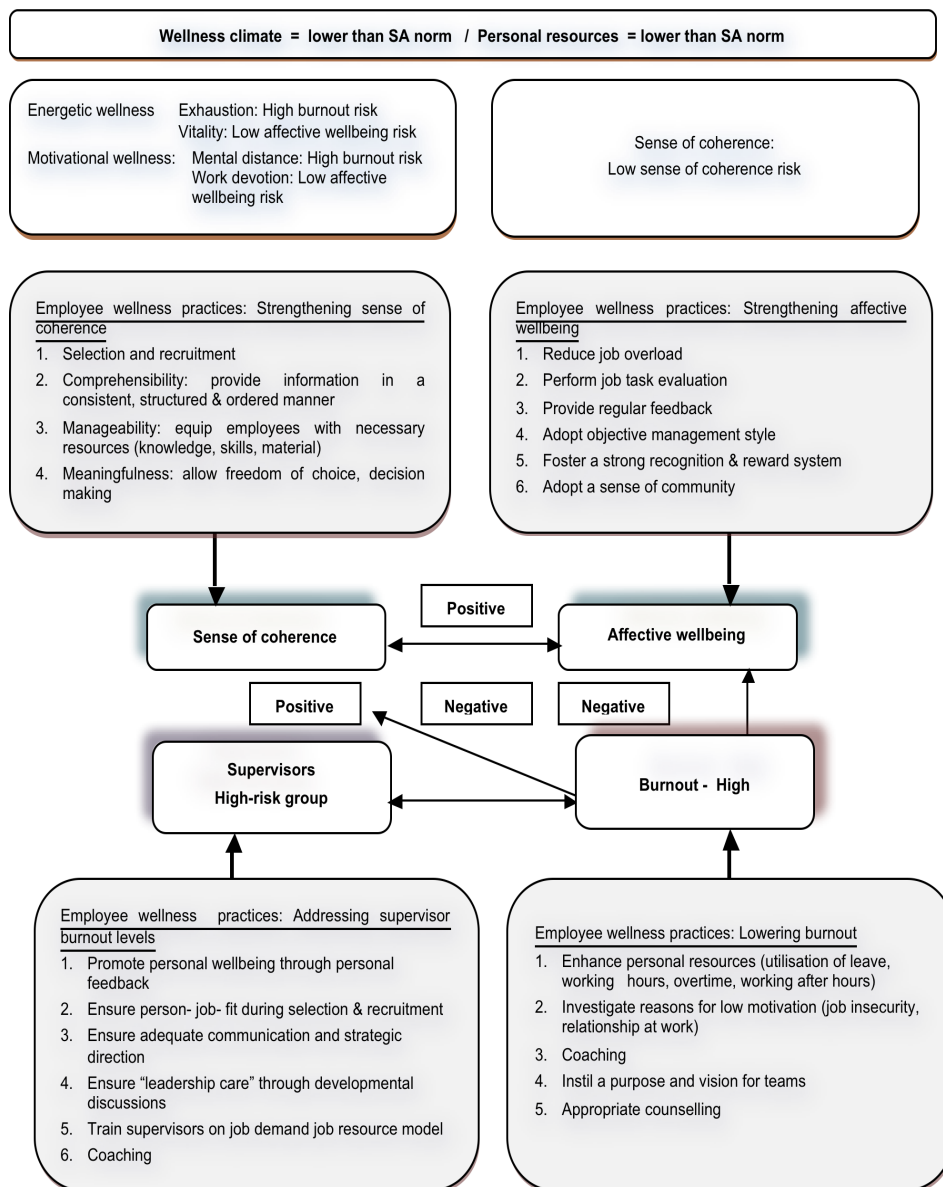 Wellness climate = lower than SA norm / Personal resources = lower than SA norm
Energetic wellness Exhaustion: High burnout risk
Vitality: Low affective wellbeing risk
Motivational wellness: Mental distance: High burnout risk
Work devotion: Low affective
wellbeing risk
Sense of coherence:
Low sense of coherence risk
Employee wellness practices: Strengthening sense of
coherence
1. Selection and recruitment
2. Comprehensibility: provide information in a
consistent, structured & ordered manner
3. Manageability: equip employees with necessary
resources (knowledge, skills, material)
4. Meaningfulness: allow freedom of choice, decision
making
Employee wellness practices: Strengthening affective
wellbeing
1. Reduce job overload
2. Perform job task evaluation
3. Provide regular feedback
4. Adopt objective management style
5. Foster a strong recognition & reward system
6. Adopt a sense of community
Positive
Sense of coherence
Affective wellbeing
Positive
Negative
Negative
Supervisors
High-risk group
Burnout - High
Employee wellness practices: Addressing supervisor
burnout levels
1. Promote personal wellbeing through personal
feedback
2. Ensure person- job- fit during selection & recruitment
3. Ensure adequate communication and strategic
direction
4. Ensure “leadership care” through developmental
discussions
5. Train supervisors on job demand job resource model
6. Coaching
Employee wellness practices: Lowering burnout
1. Enhance personal resources (utilisation of leave,
working hours, overtime, working after hours)
2. Investigate reasons for low motivation (job insecurity,
relationship at work)
3. Coaching
4. Instil a purpose and vision for teams
5. Appropriate counselling